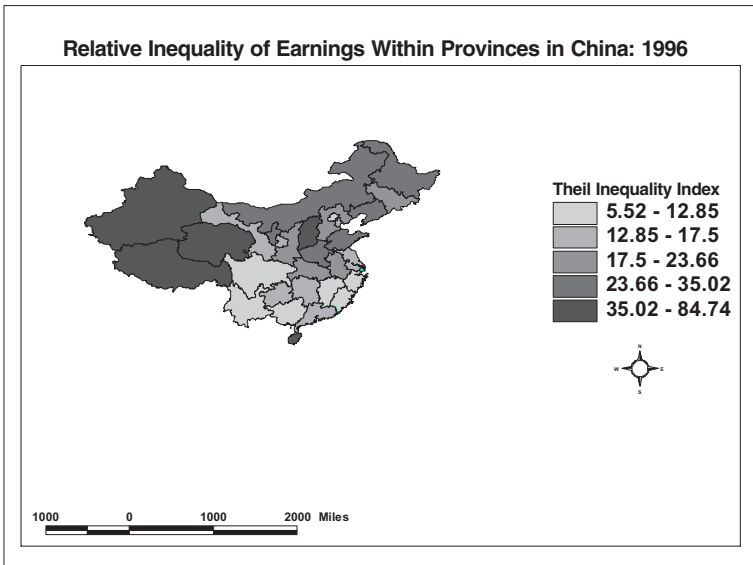 Relative Inequality of Earnings Within Provinces in China: 1996
Theil Inequality Index
5.52 - 12.85
12.85 - 17.5
17.5 - 23.66
23.66 - 35.02
35.02 - 84.74
N
W E
S
1000 0 1000 2000 Miles